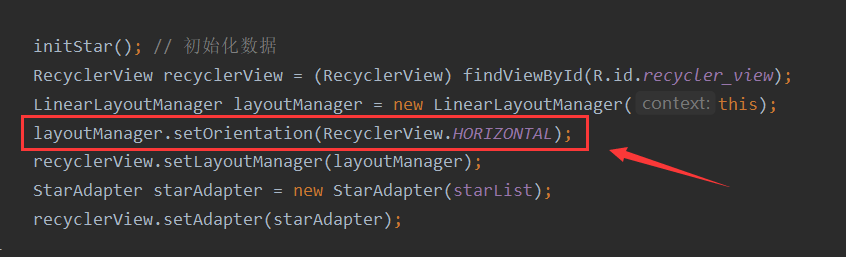 initStar(); // 初始化数据
RecyclerView recyclerView = (RecyclerView) findViewById(R.id.recycler_view);
LinearLayoutManager layoutManager = new LinearLayoutManager( context: this);
layoutManager.setOrientation(RecyclerView.HORIZONTAL);
recyclerView.setLayoutManager(layoutManager);
StarAdapter starAdapter = new StarAdapter(starList);
recyclerView.setAdapter(starAdapter);